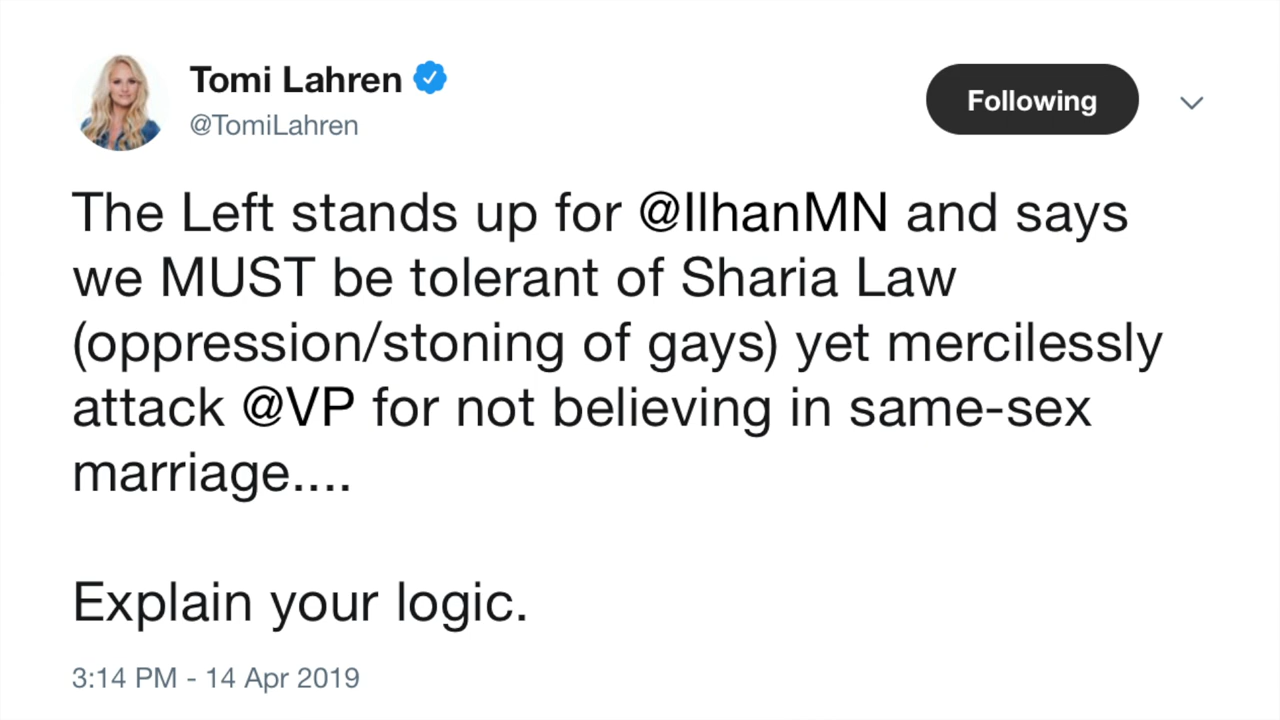 Tomi Lahren
@TomiLahren
Following
The Left stands up for @IlhanMN and says
we MUST be tolerant of Sharia Law
(oppression/stoning of gays) yet mercilessly
attack @VP for not believing in same-sex
marriage....
Explain your logic.
3:14 PM - 14 Apr 2019